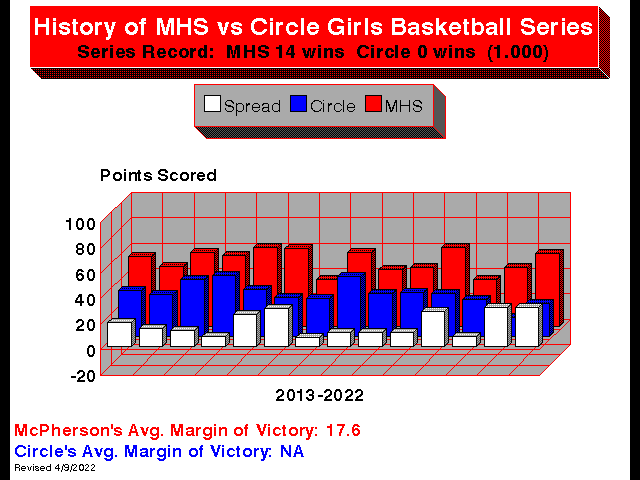 History of MHS vs Circle Girls Basketball Series
Series Record: MHS 14 wins Circle 0 wins (1.000)
Spread Circle MHS
Points Scored
100
80
60
40
20
0
-20
2013-2022
McPherson's Avg. Margin of Victory: 17.6
Circle's Avg. Margin of Victory: NA
Revised 4/9/2022